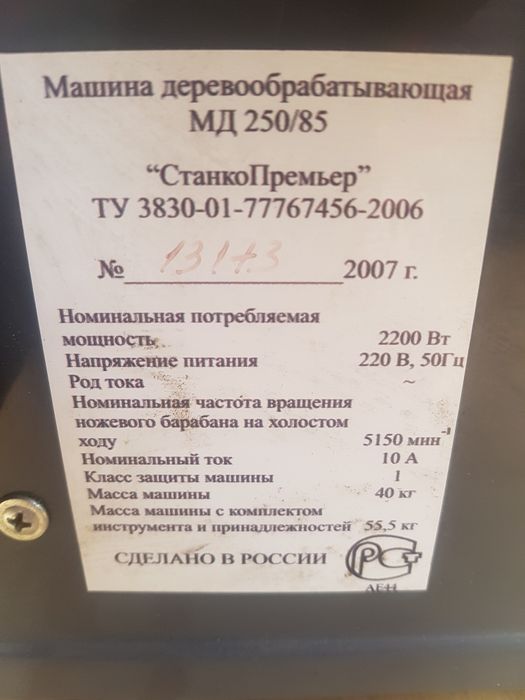 Машина деревообрабатывающая
МД 250/85
“СтанкоПремьер”
ТУ 3830-01-77767456-2006
№ 2007 г.
Номинальная потребляемая
мощность 2200 Вт
Напряжение питания 220 В, 50Гц
Род тока ~
Номинальная частота вращения
ножевого барабана на холостом
ходу 5150 мин⁻¹
Номинальный ток 10 А
Класс защиты машины 1
Масса машины 40 кг
Масса машины с комплектом
инструмента и принадлежностей 55,5 кг
СДЕЛАНО В РОССИИ РСТ
АЕ44